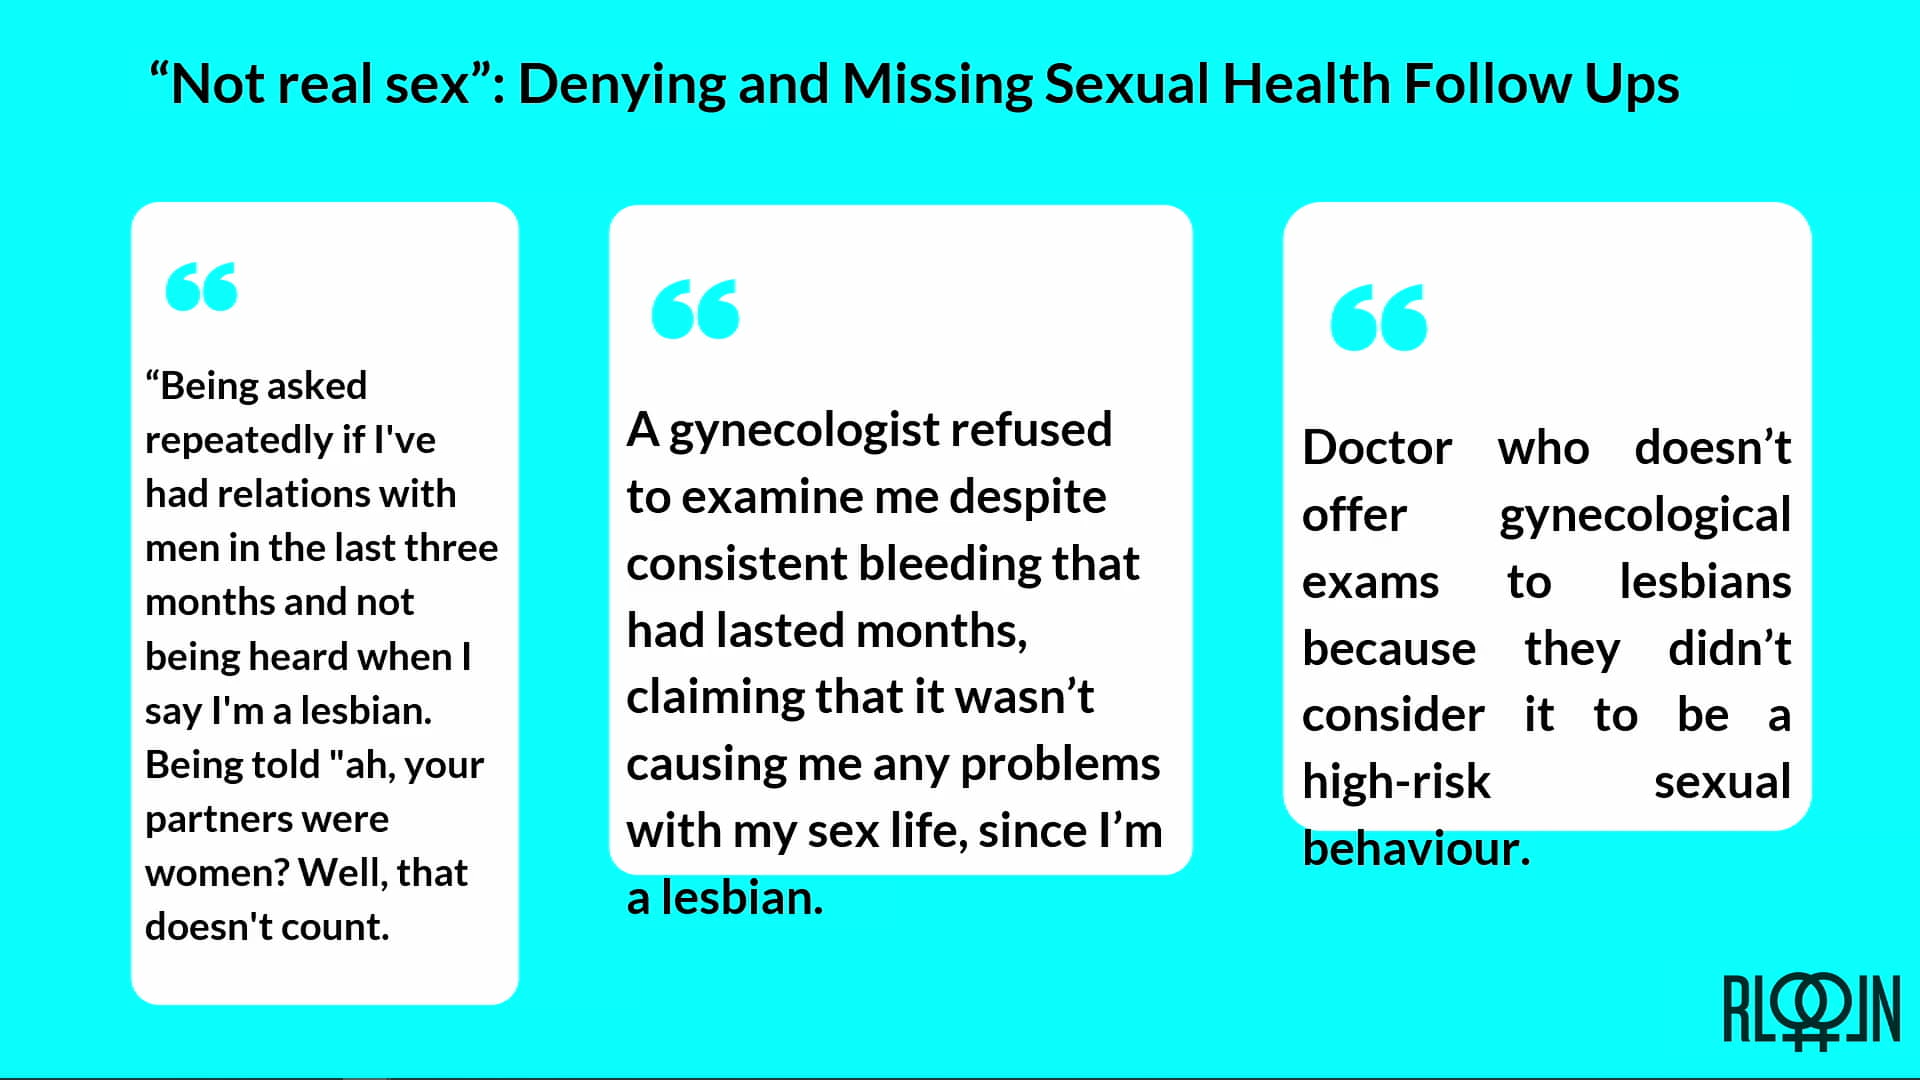 “Not real sex”: Denying and Missing Sexual Health Follow Ups
“Being asked
repeatedly if I've
had relations with
men in the last three
months and not
being heard when I
say I'm a lesbian.
Being told "ah, your
partners were
women? Well, that
doesn't count.
A gynecologist refused
to examine me despite
consistent bleeding that
had lasted months,
claiming that it wasn’t
causing me any problems
with my sex life, since I’m
a lesbian.
Doctor who doesn’t
offer gynecological
exams to lesbians
because they didn’t
consider it to be a
high-risk sexual
behaviour.